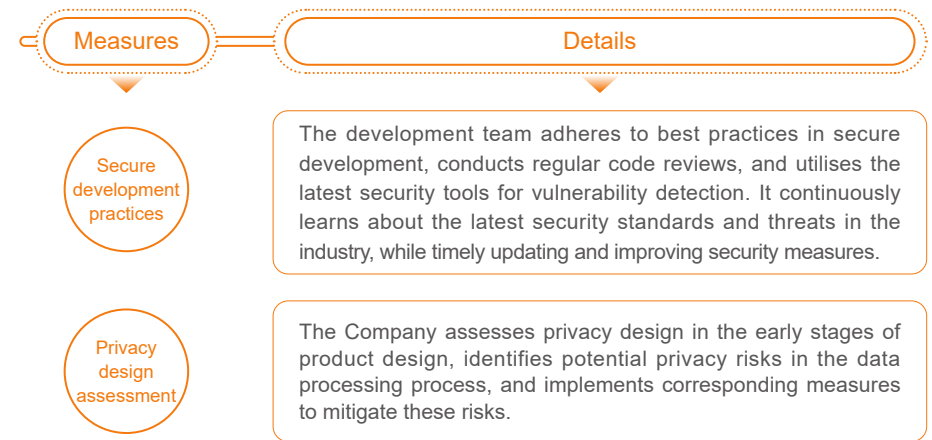 Measures
Details
Secure
development
practices
The development team adheres to best practices in secure
development, conducts regular code reviews, and utilises the
latest security tools for vulnerability detection. It continuously
learns about the latest security standards and threats in the
industry, while timely updating and improving security measures.
Privacy
design
assessment
The Company assesses privacy design in the early stages of
product design, identifies potential privacy risks in the data
processing process, and implements corresponding measures
to mitigate these risks.